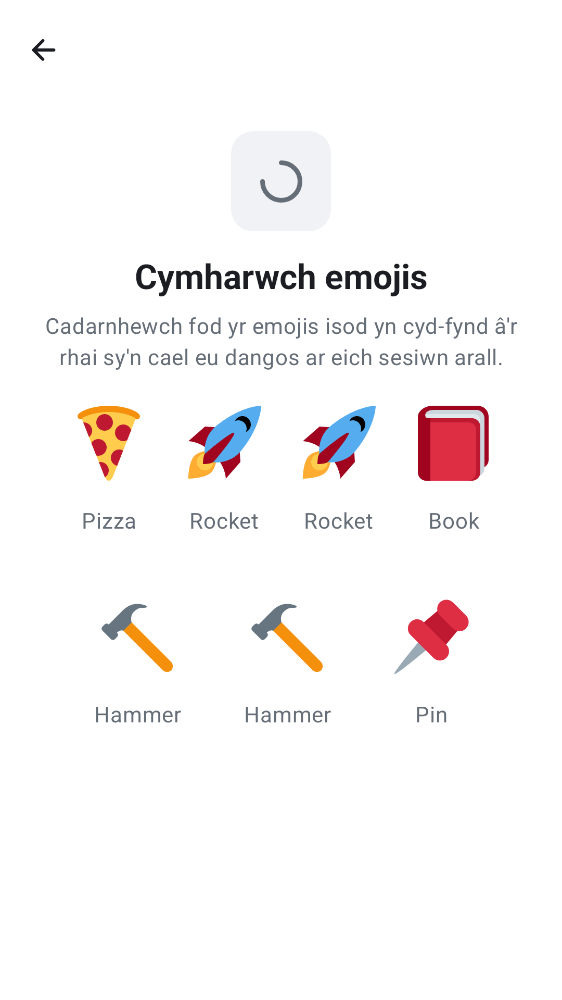 Cymharwch emojis
Cadarnhewch fod yr emojis isod yn cyd-fynd â'r
rhai sy'n cael eu dangos ar eich sesiwn arall.
Pizza Rocket Rocket Book
Hammer Hammer Pin